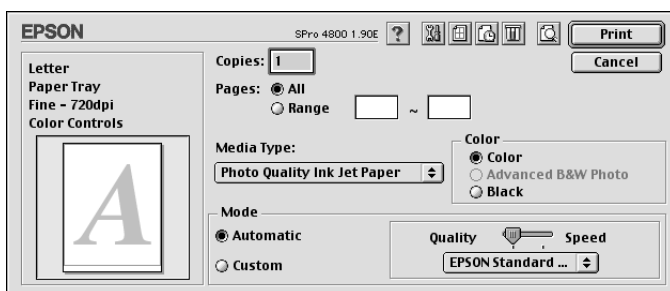 EPSON
SPro 4800 1.90E ?
Print
Cancel
Letter
Paper Tray
Fine - 720dpi
Color Controls
A
Copies: 1
Pages: All
Range ~
Media Type:
Photo Quality Ink Jet Paper
Color
Color
Advanced B&W Photo
Black
Mode
Automatic
Custom
Quality Speed
EPSON Standard ...